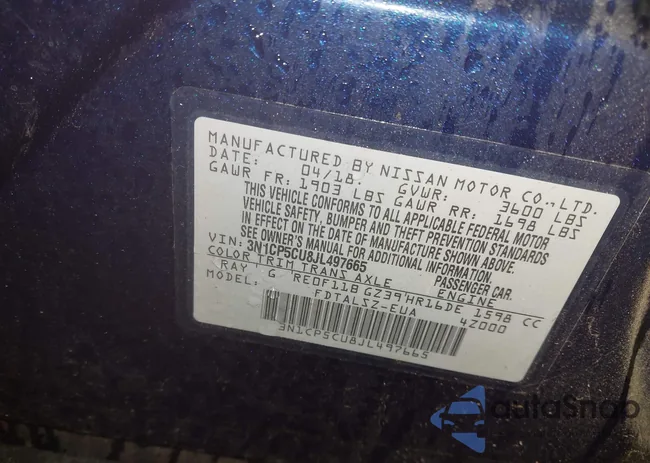 MANUFACTURED BY NISSAN MOTOR CO.,LTD.
DATE: 04/18. GVWR: 3600 LBS
GAWR FR: 1903 LBS GAWR RR: 1698 LBS
THIS VEHICLE CONFORMS TO ALL APPLICABLE FEDERAL MOTOR
VEHICLE SAFETY, BUMPER AND THEFT PREVENTION STANDARDS
IN EFFECT ON THE DATE OF MANUFACTURE SHOWN ABOVE.
SEE OWNER'S MANUAL FOR ADDITIONAL INFORMATION
VIN: 3N1CP5CU8JL497665 PASSENGER CAR.
COLOR TRIM TRANS AXLE ENGINE
RAY G RE0F11B GZ39 HR16DE 1598 CC
MODEL: FDTALSZ-EUA 4Z000
3N1CP5CU8JL497665
autaSnap